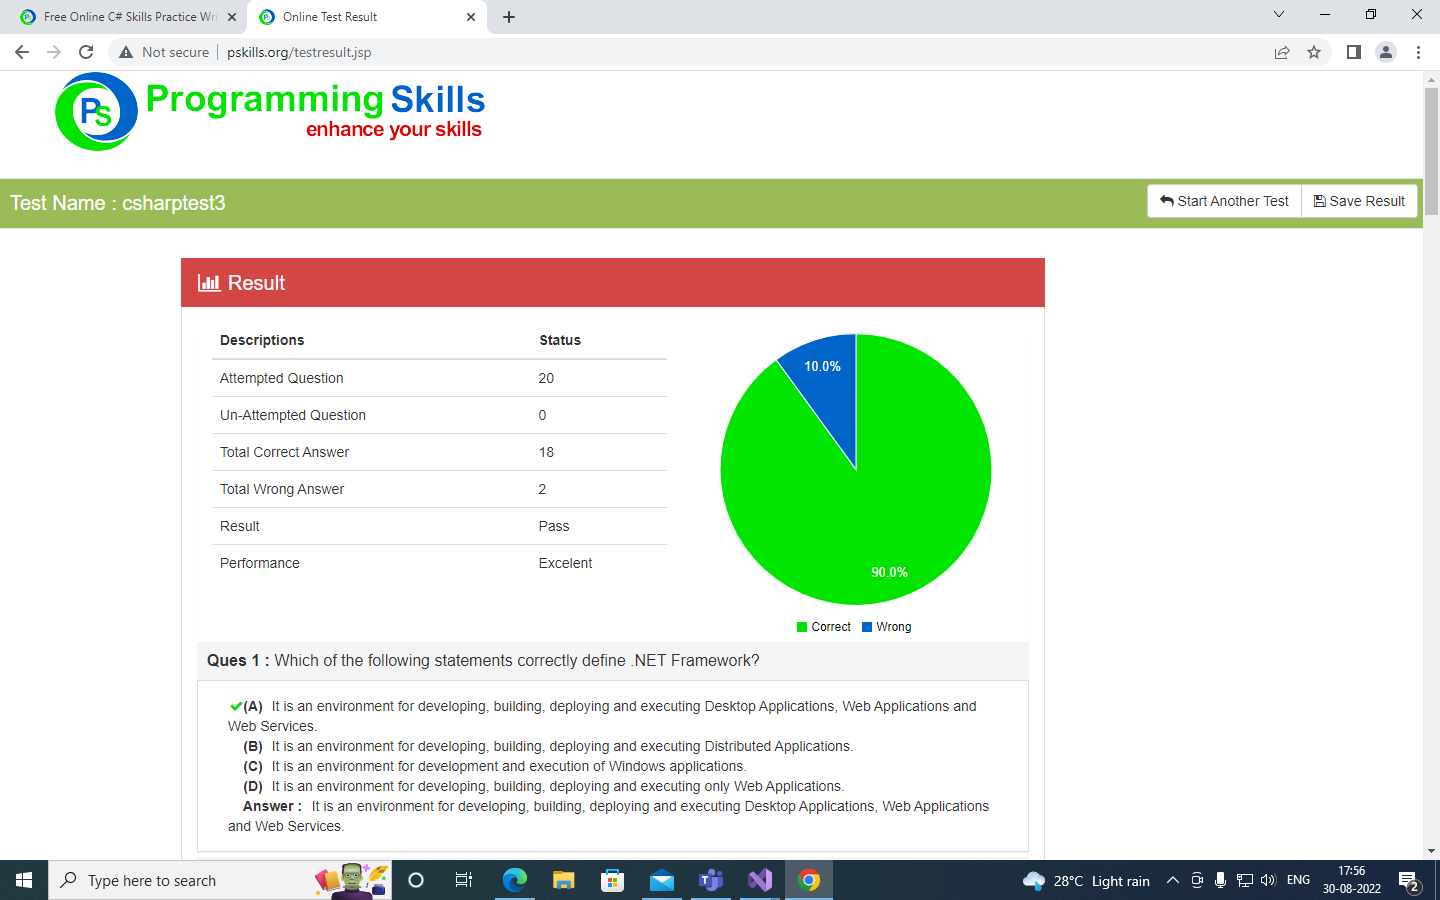 Free Online C# Skills Practice Wri
Online Test Result
Not secure
pskills.org/testresult.jsp
PS
Programming Skills
enhance your skills
Test Name : csharptest3
Start Another Test
Save Result
Result
Descriptions Status
Attempted Question 20
Un-Attempted Question 0
Total Correct Answer 18
Total Wrong Answer 2
Result Pass
Performance Excelent
10.0%
90.0%
Correct Wrong
Ques 1 : Which of the following statements correctly define .NET Framework?
(A) It is an environment for developing, building, deploying and executing Desktop Applications, Web Applications and
Web Services.
(B) It is an environment for developing, building, deploying and executing Distributed Applications.
(C) It is an environment for development and execution of Windows applications.
(D) It is an environment for developing, building, deploying and executing only Web Applications.
Answer : It is an environment for developing, building, deploying and executing Desktop Applications, Web Applications
and Web Services.
Type here to search
28°C Light rain
ENG
17:56
30-08-2022
2